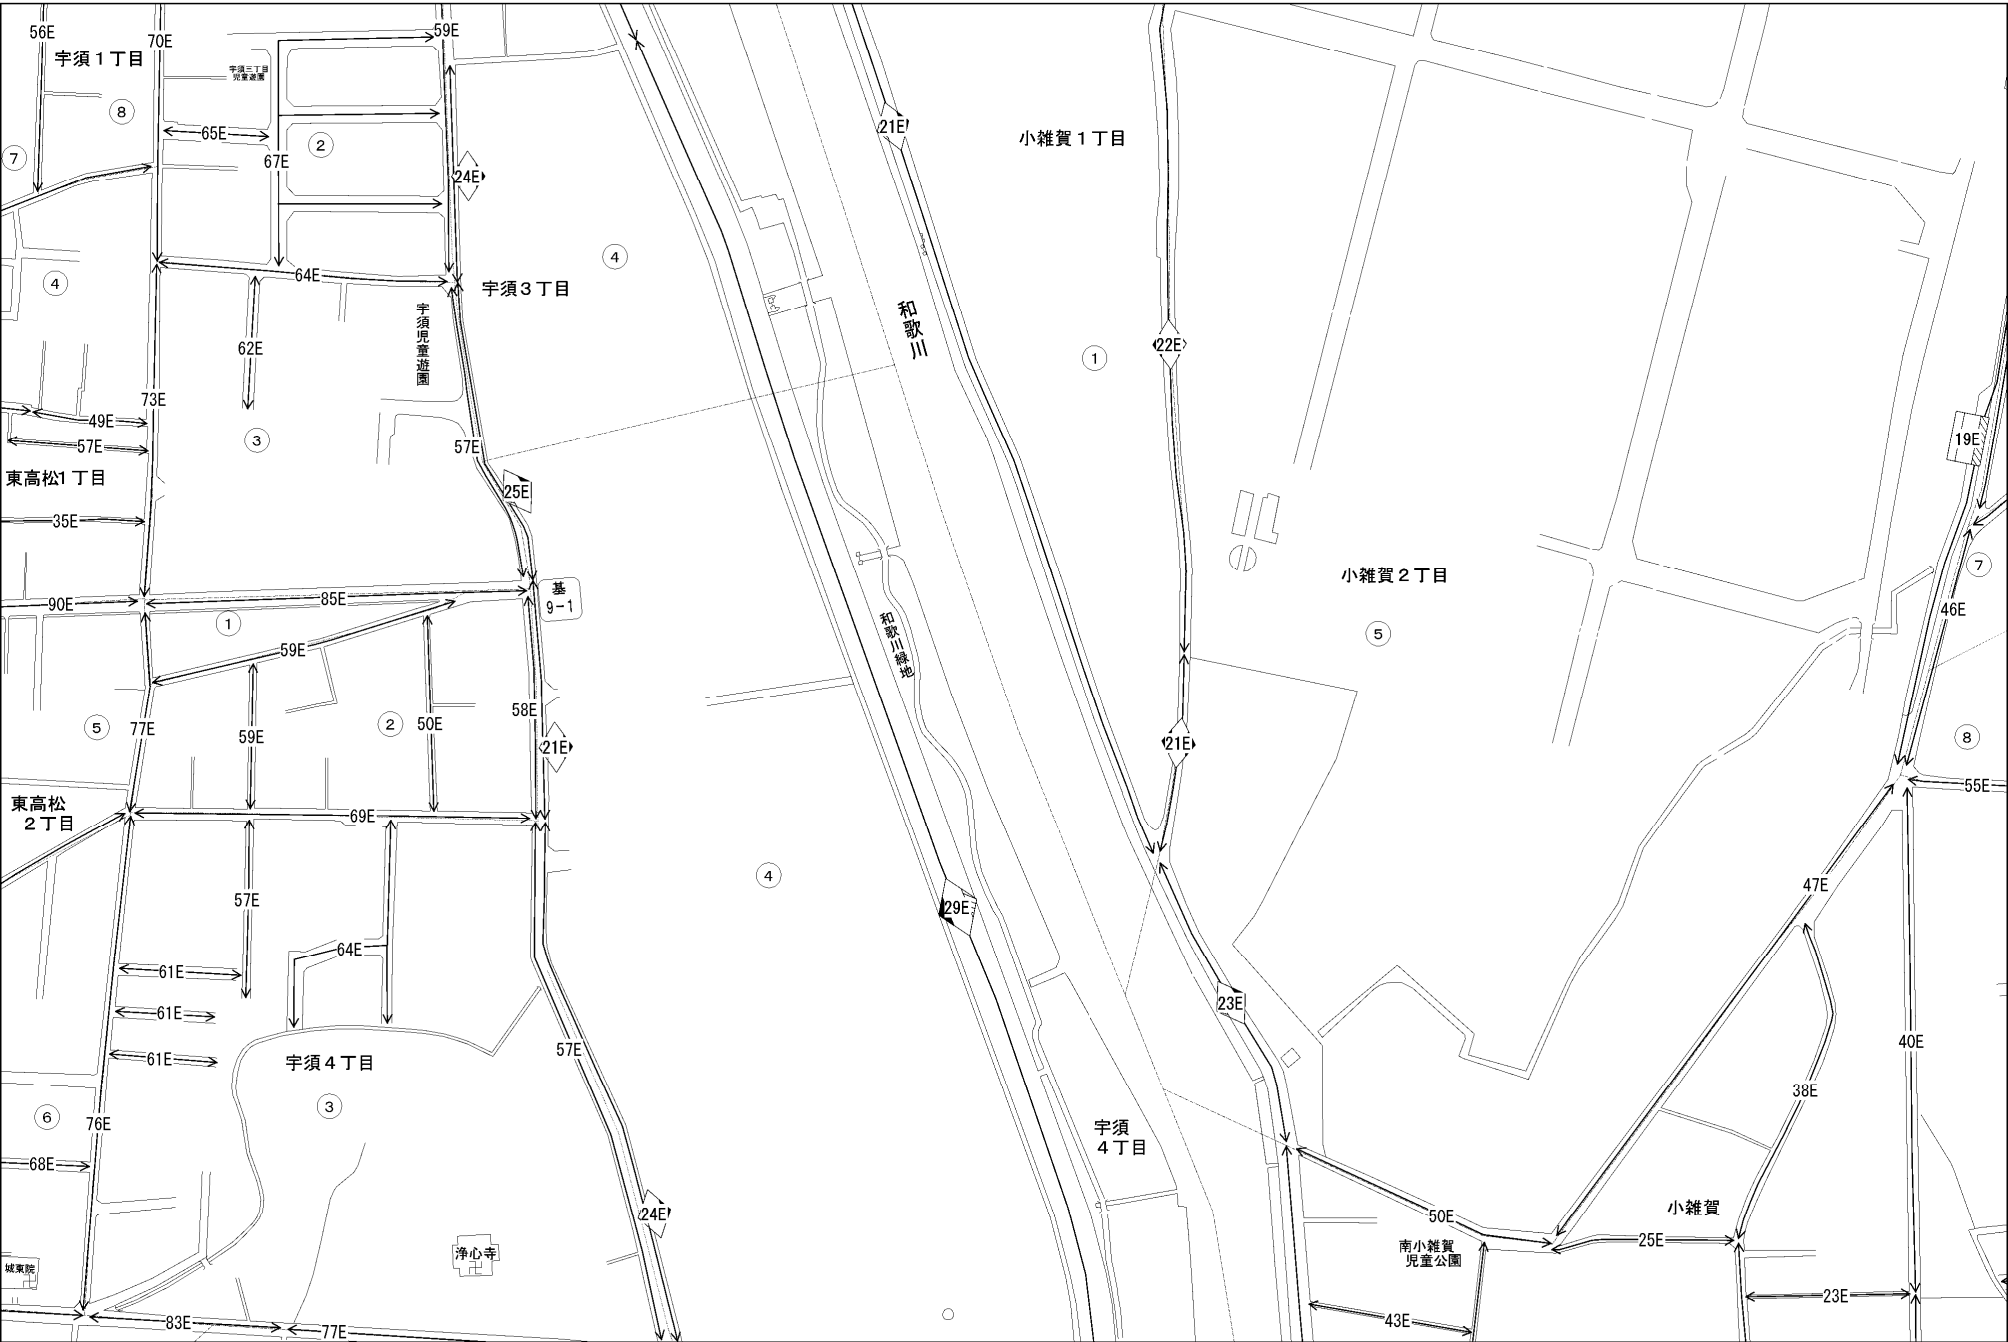 56E
70E
59E
宇須1丁目
宇須三丁目
児童遊園
8
65E
2
7
67E
24E
21E
小雑賀1丁目
4
64E
4
宇須3丁目
宇須児童遊園
和歌川
22E
1
62E
73E
49E
57E
3
57E
19E
東高松1丁目
25E
35E
小雑賀2丁目
7
90E
85E
基
9-1
46E
1
5
59E
和歌川緑地
77E
59E
2
50E
58E
21E
21E
5
8
55E
東高松
2丁目
69E
57E
4
47E
29E
64E
61E
61E
61E
23E
57E
40E
宇須4丁目
3
38E
6
76E
宇須
4丁目
68E
24E
50E
小雑賀
浄心寺
南小雑賀
児童公園
25E
城東院
83E
77E
43E
23E